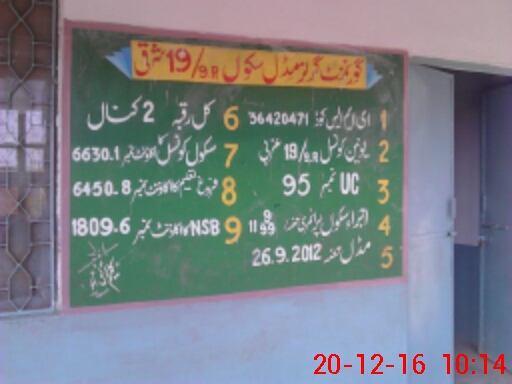 گورنمنٹ گرلز مڈل سکول 19/9R شرقی
1 ای ایم ایس کوڈ 36420471
2 یونین کونسل 19/9R غربی
3 UC نمبر 95
4 اجراء سکول پرائمری
5 مڈل 26.9.2012
6 کل رقبہ 2 کنال
7 سکول کونسل کا اکاؤنٹ نمبر 6630.1
8 فروغ تعلیم کا اکاؤنٹ نمبر 6450-8
9 NSB کا اکاؤنٹ نمبر 1809-6
20-12-16 10:14